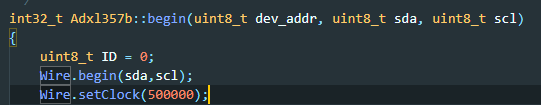 int32_t Adxl357b::begin(uint8_t dev_addr, uint8_t sda, uint8_t scl)
{
uint8_t ID = 0;
Wire.begin(sda,scl);
Wire.setClock(500000);